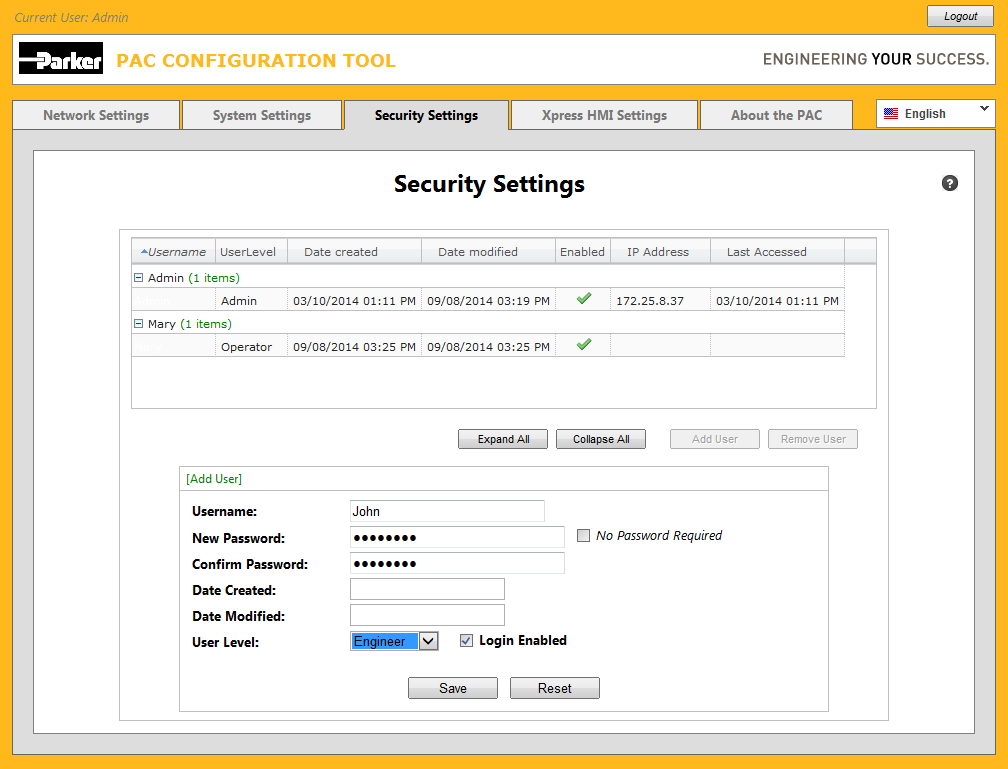 Current User: Admin
Logout
Parker
PAC CONFIGURATION TOOL
ENGINEERING YOUR SUCCESS.
Network Settings
System Settings
Security Settings
Xpress HMI Settings
About the PAC
English
Security Settings
?
Username UserLevel Date created Date modified Enabled IP Address Last Accessed
Admin (1 items)
Admin 03/10/2014 01:11 PM 09/08/2014 03:19 PM 172.25.8.37 03/10/2014 01:11 PM
Mary (1 items)
Operator 09/08/2014 03:25 PM 09/08/2014 03:25 PM
Expand All
Collapse All
Add User
Remove User
[Add User]
Username: John
New Password: ●●●●●●●● No Password Required
Confirm Password: ●●●●●●●●
Date Created:
Date Modified:
User Level: Engineer Login Enabled
Save
Reset